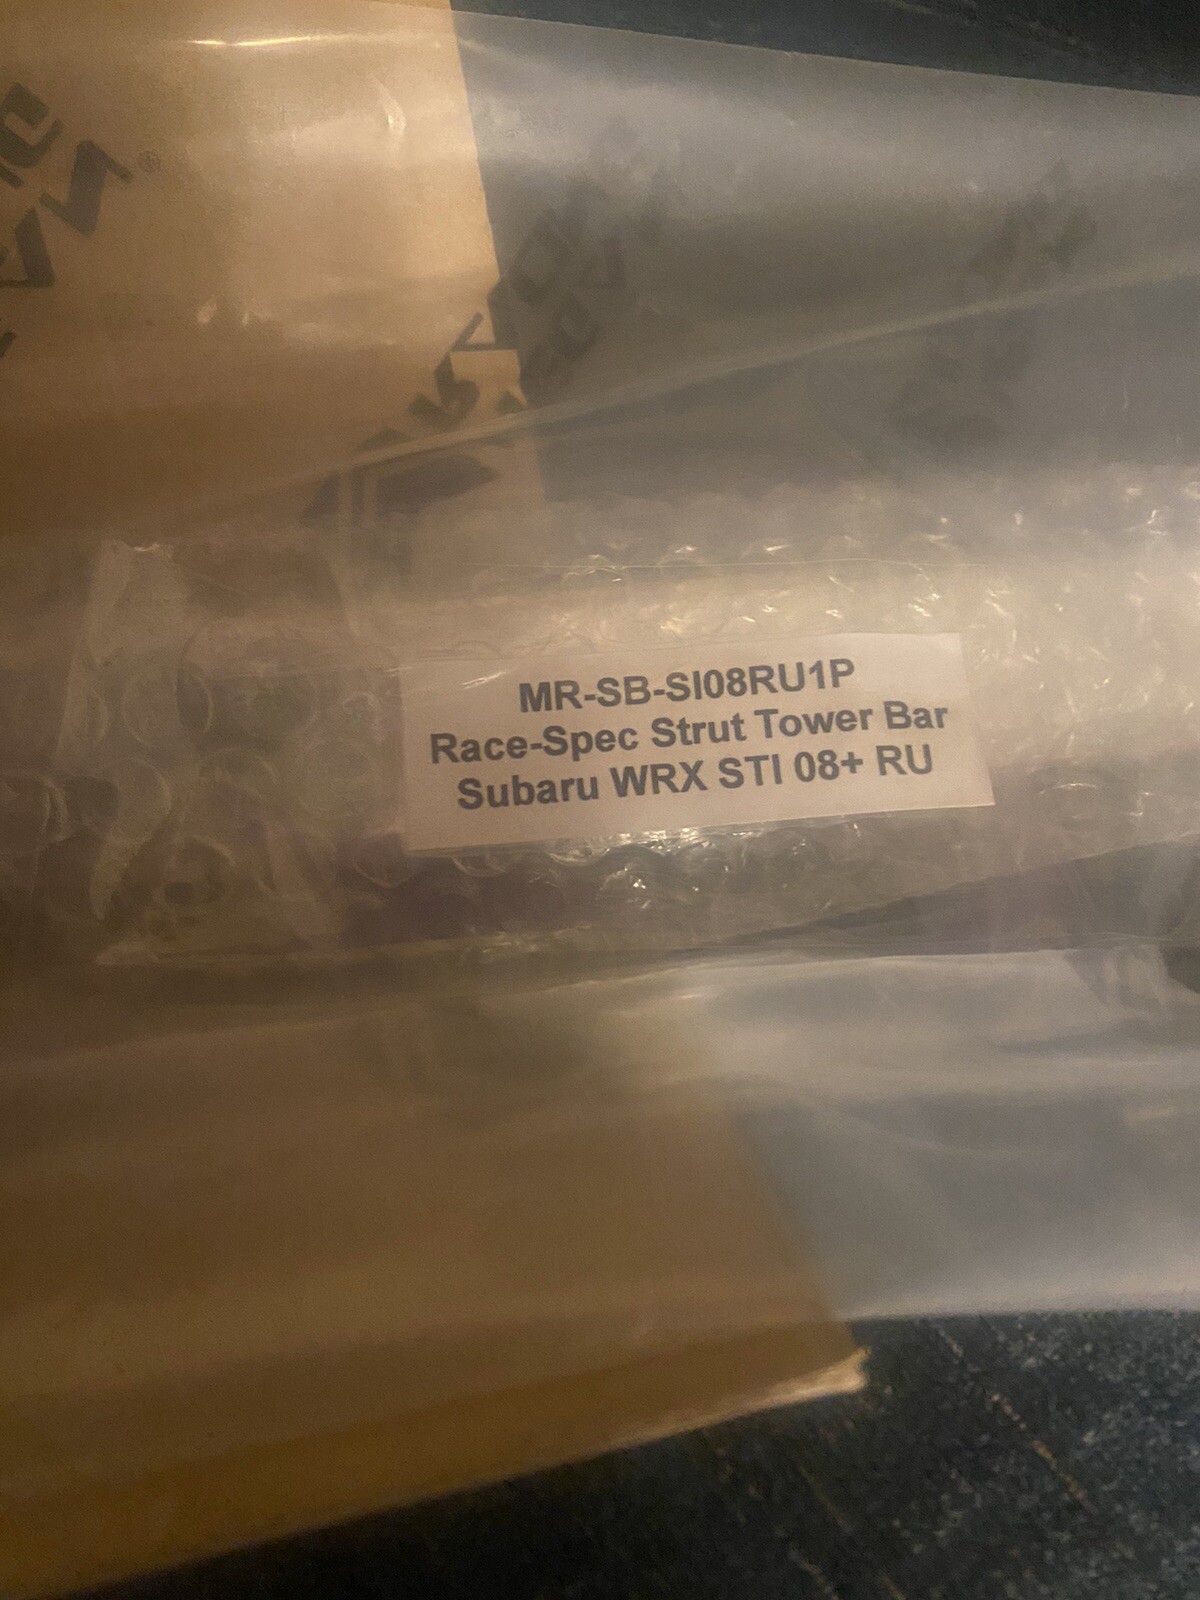 MR-SB-SI08RU1P
Race-Spec Strut Tower Bar
Subaru WRX STI 08+ RU